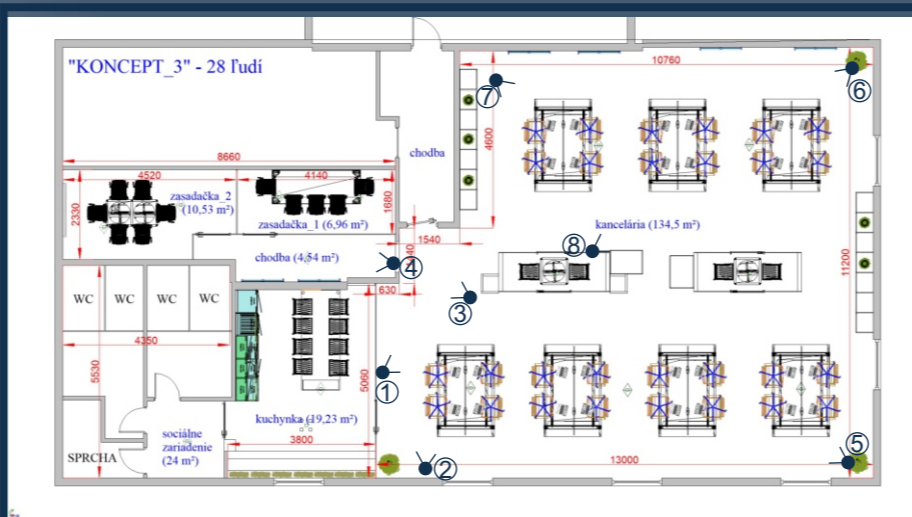 "KONCEPT_3" - 28 ľudí
10760
⑥
⑦
4600
chodba
8660
4520
4140
zasadačka_2
(10,53 m²)
1680
2330
zasadačka_1 (6,96 m²)
kancelária (134,5 m²)
1540
⑧
11200
chodba (4,54 m²)
④
630
WC
WC
WC
WC
③
4350
5530
5060
①
kuchynka (19,23 m²)
sociálne
zariadenie
(24 m²)
3800
SPRCHA
②
13000
⑤